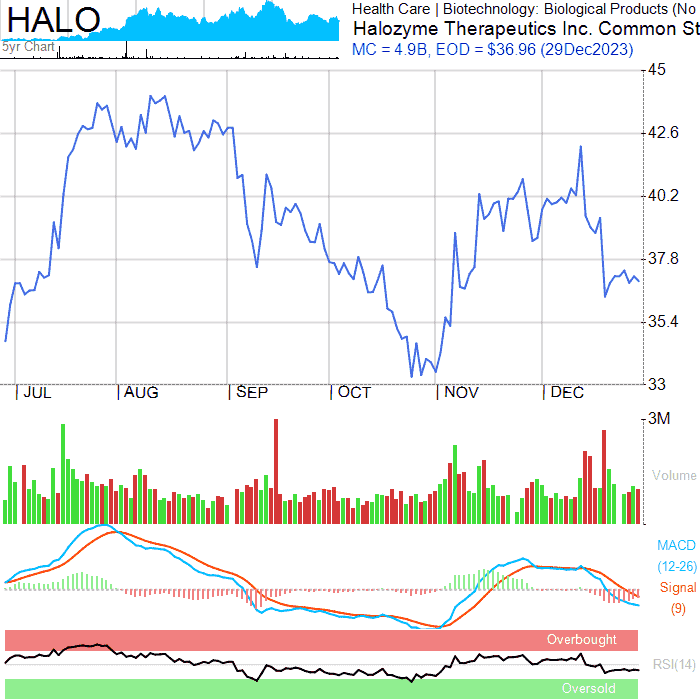 HALO
5yr Chart
Health Care | Biotechnology: Biological Products (No
Halozyme Therapeutics Inc. Common St
MC = 4.9B, EOD = $36.96 (29Dec2023)
45
42.6
40.2
37.8
35.4
33
| JUL | AUG | SEP | OCT | NOV | DEC
3M
Volume
MACD
(12-26)
Signal
(9)
Overbought
RSI(14)
Oversold